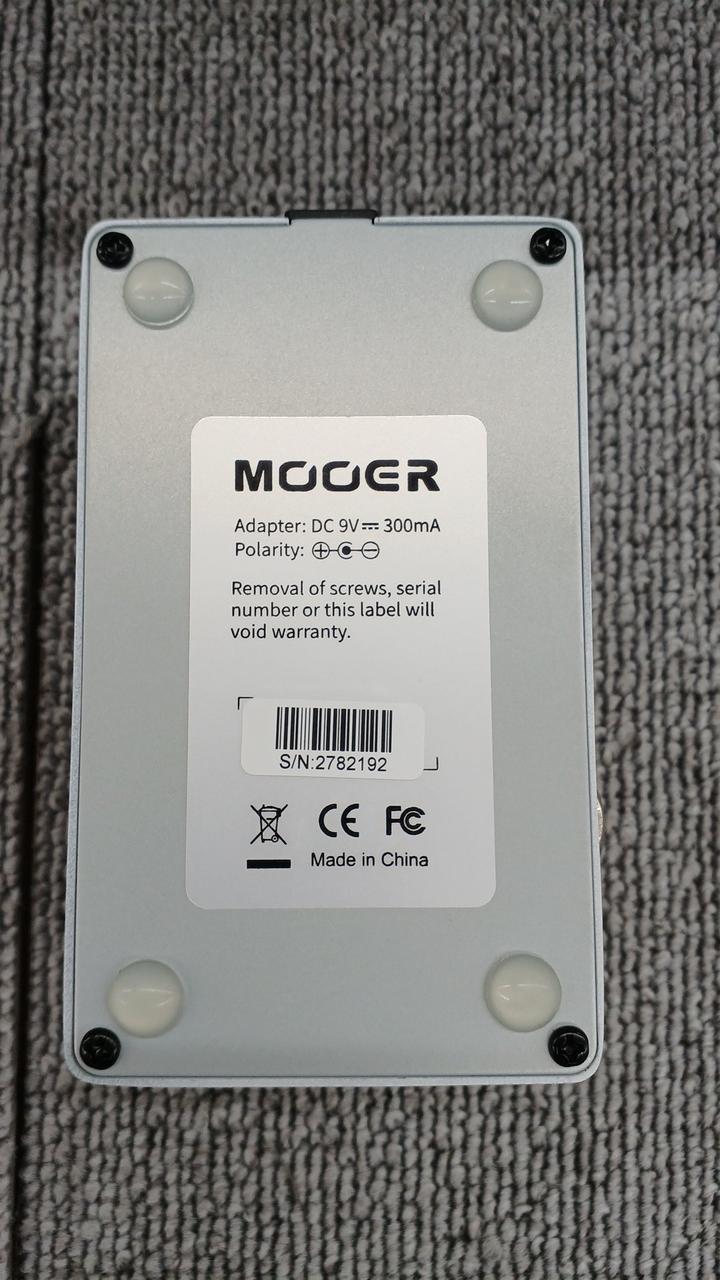 MOOER
Adapter: DC 9V⎓ 300mA
Polarity:
Removal of screws, serial
number or this label will
void warranty.
S/N:2782192
CE FC
Made in China